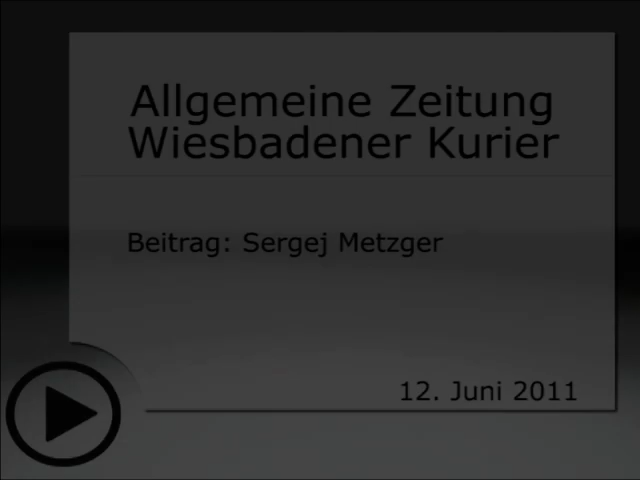 Allgemeine Zeitung
Wiesbadener Kurier
Beitrag: Sergej Metzger
12. Juni 2011